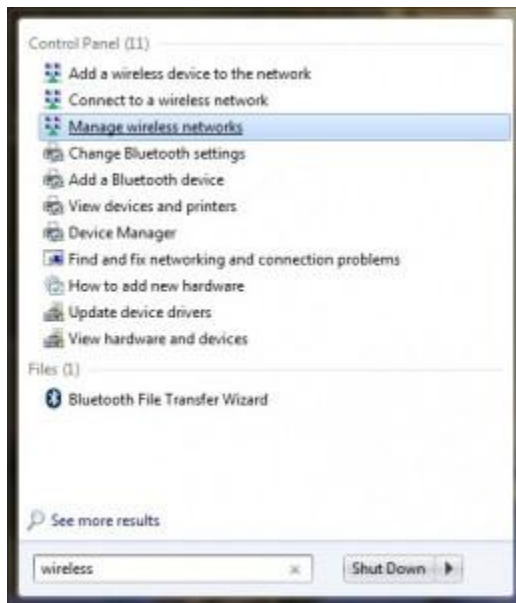 Control Panel (11)
Add a wireless device to the network
Connect to a wireless network
Manage wireless networks
Change Bluetooth settings
Add a Bluetooth device
View devices and printers
Device Manager
Find and fix networking and connection problems
How to add new hardware
Update device drivers
View hardware and devices
Files (1)
Bluetooth File Transfer Wizard
See more results
wireless
Shut Down